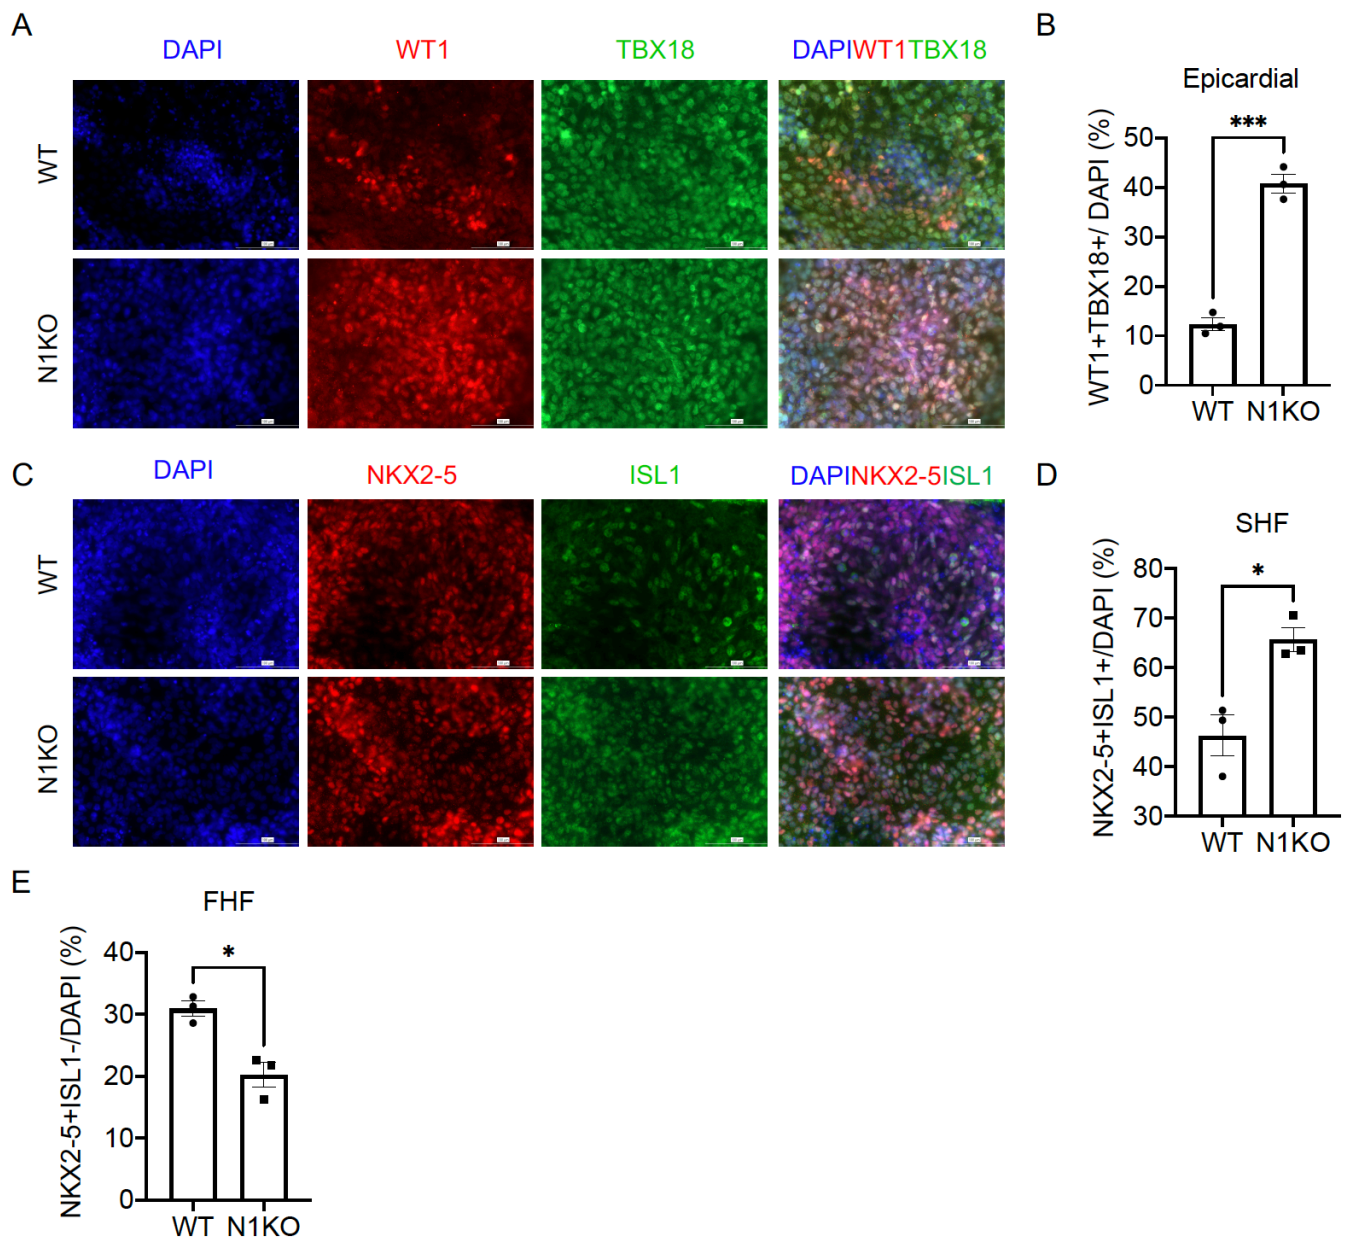 A
DAPI
WT1
TBX18
DAPIWT1TBX18
WT
N1KO
B
Epicardial
***
WT1+TBX18+/ DAPI (%)
50
40
30
20
10
0
WT N1KO
C
DAPI
NKX2-5
ISL1
DAPINKX2-5ISL1
WT
N1KO
D
SHF
*
NKX2-5+ISL1+/DAPI (%)
80
70
60
50
40
30
WT N1KO
E
FHF
*
NKX2-5+ISL1-/DAPI (%)
40
30
20
10
0
WT N1KO